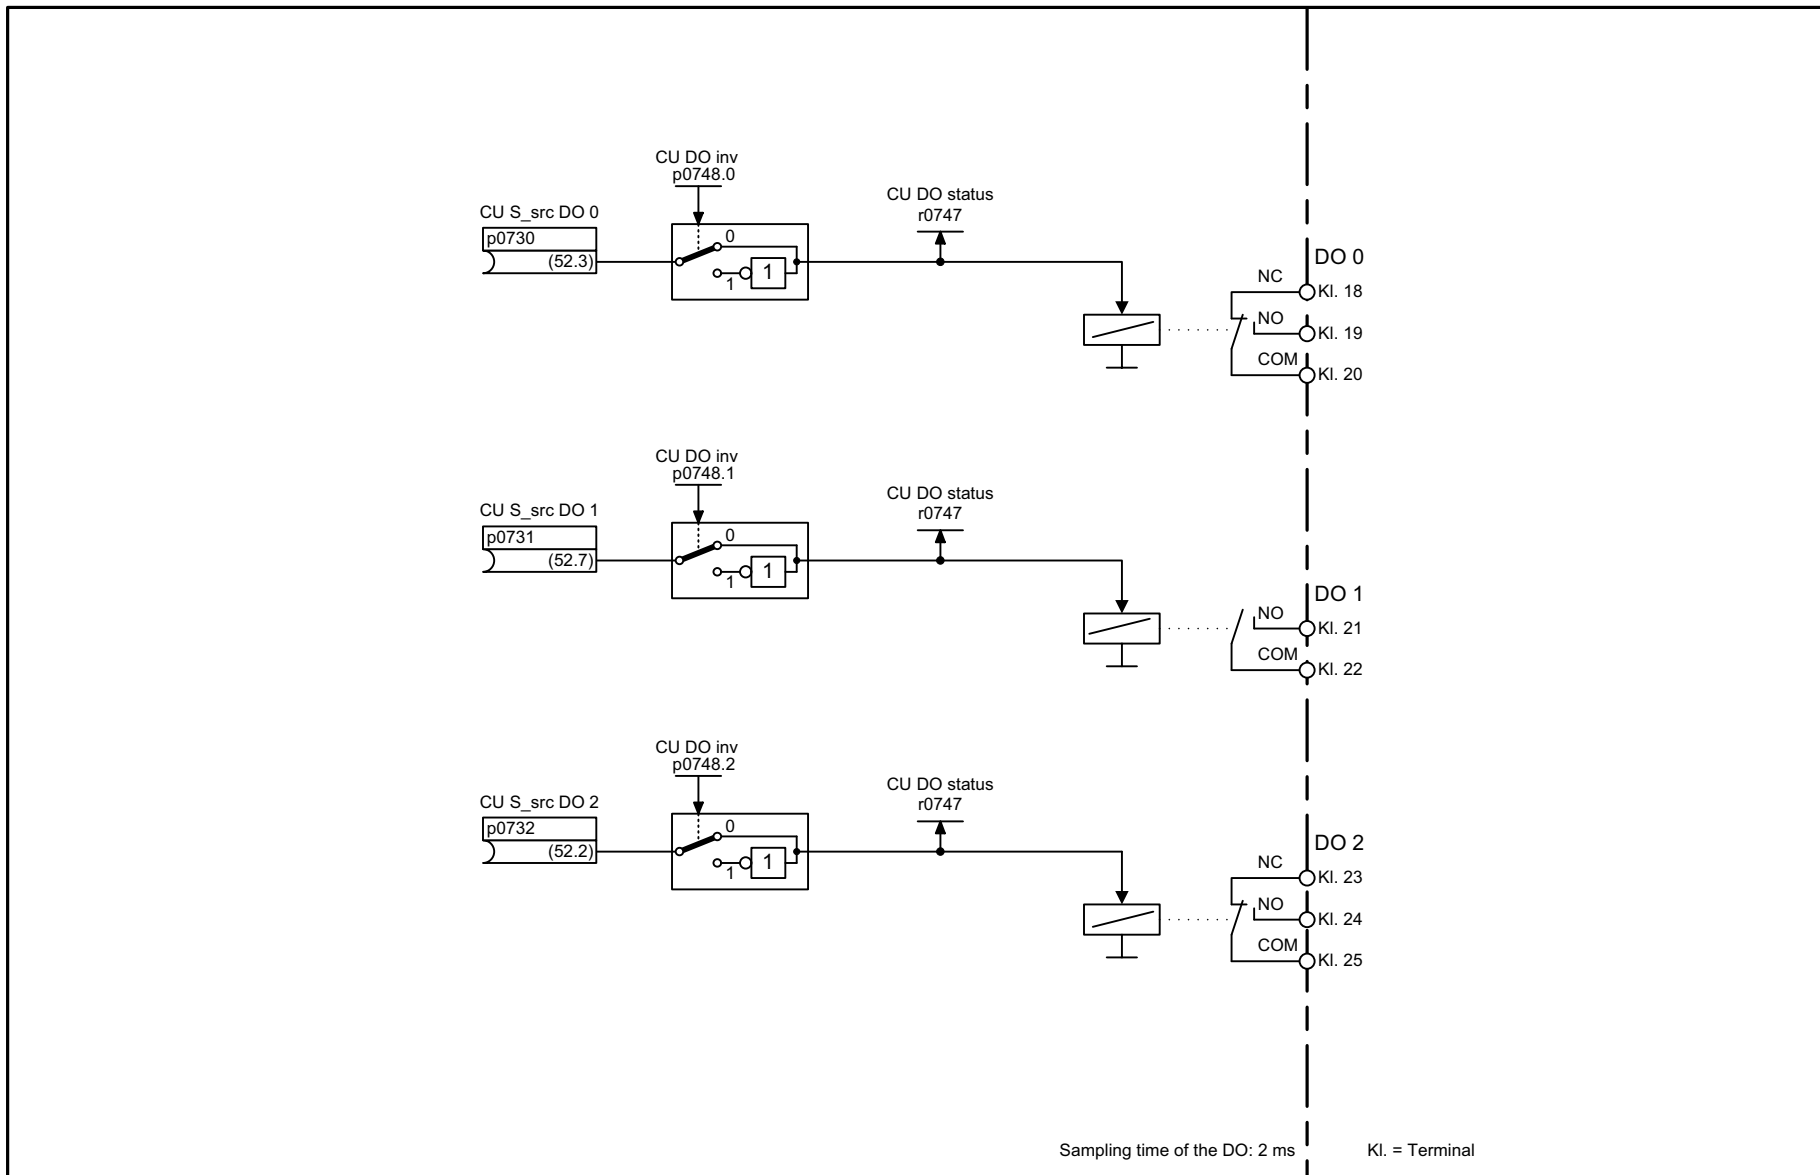 CU DO inv
p0748.0
CU DO status
r0747
CU S_src DO 0
p0730
(52.3)
0
1
1
DO 0
NC
Kl. 18
NO
Kl. 19
COM
Kl. 20
CU DO inv
p0748.1
CU DO status
r0747
CU S_src DO 1
p0731
(52.7)
0
1
1
DO 1
NO
Kl. 21
COM
Kl. 22
CU DO inv
p0748.2
CU DO status
r0747
CU S_src DO 2
p0732
(52.2)
0
1
1
DO 2
NC
Kl. 23
NO
Kl. 24
COM
Kl. 25
Sampling time of the DO: 2 ms
Kl. = Terminal